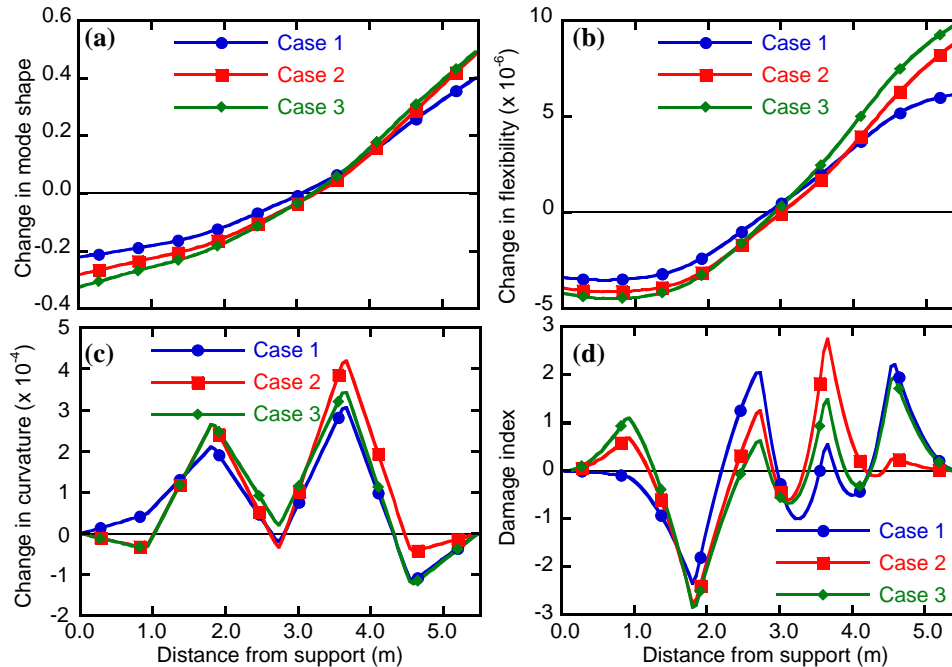 (a)
Case 1
Case 2
Case 3
Change in mode shape
0.6
0.4
0.2
0.0
-0.2
-0.4
(b)
Case 1
Case 2
Case 3
Change in flexibility (x 10⁻⁶)
10
5
0
-5
(c)
Case 1
Case 2
Case 3
Change in curvature (x 10⁻⁴)
5
4
3
2
1
0
-1
-2
0.0 1.0 2.0 3.0 4.0 5.0
Distance from support (m)
(d)
Case 1
Case 2
Case 3
Damage index
3
2
1
0
-1
-2
-3
0.0 1.0 2.0 3.0 4.0 5.0
Distance from support (m)